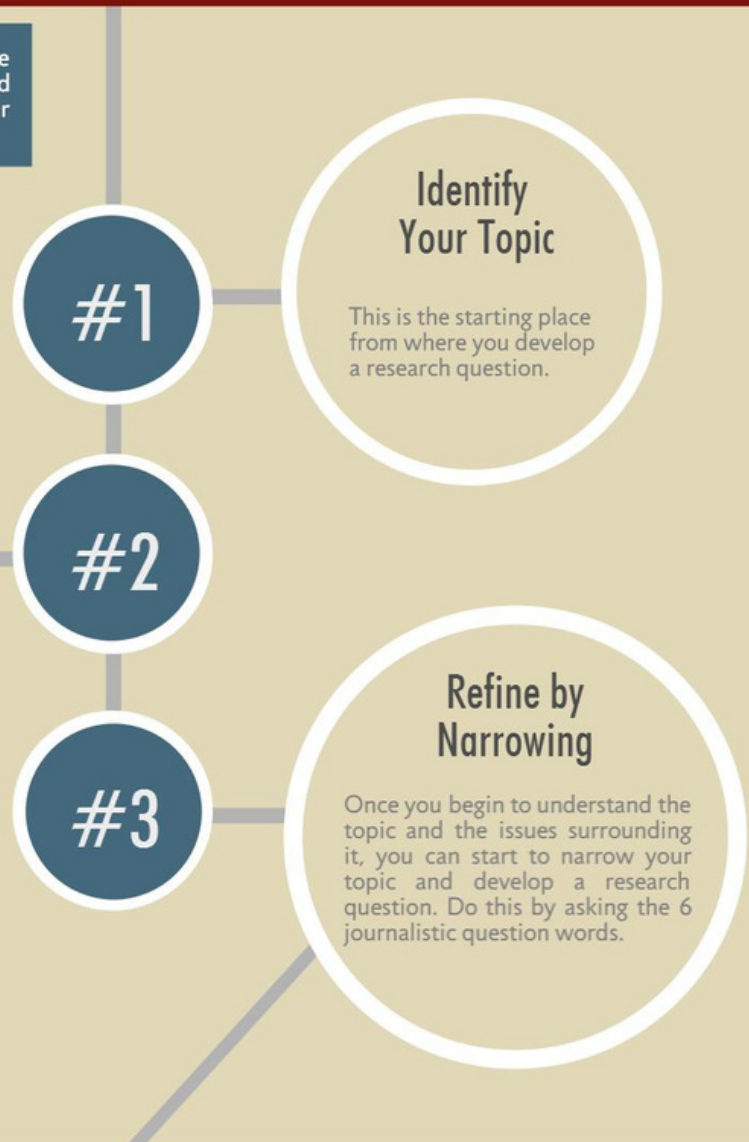 #1
Identify
Your Topic
This is the starting place
from where you develop
a research question.
#2
#3
Refine by
Narrowing
Once you begin to understand the
topic and the issues surrounding
it, you can start to narrow your
topic and develop a research
question. Do this by asking the 6
journalistic question words.